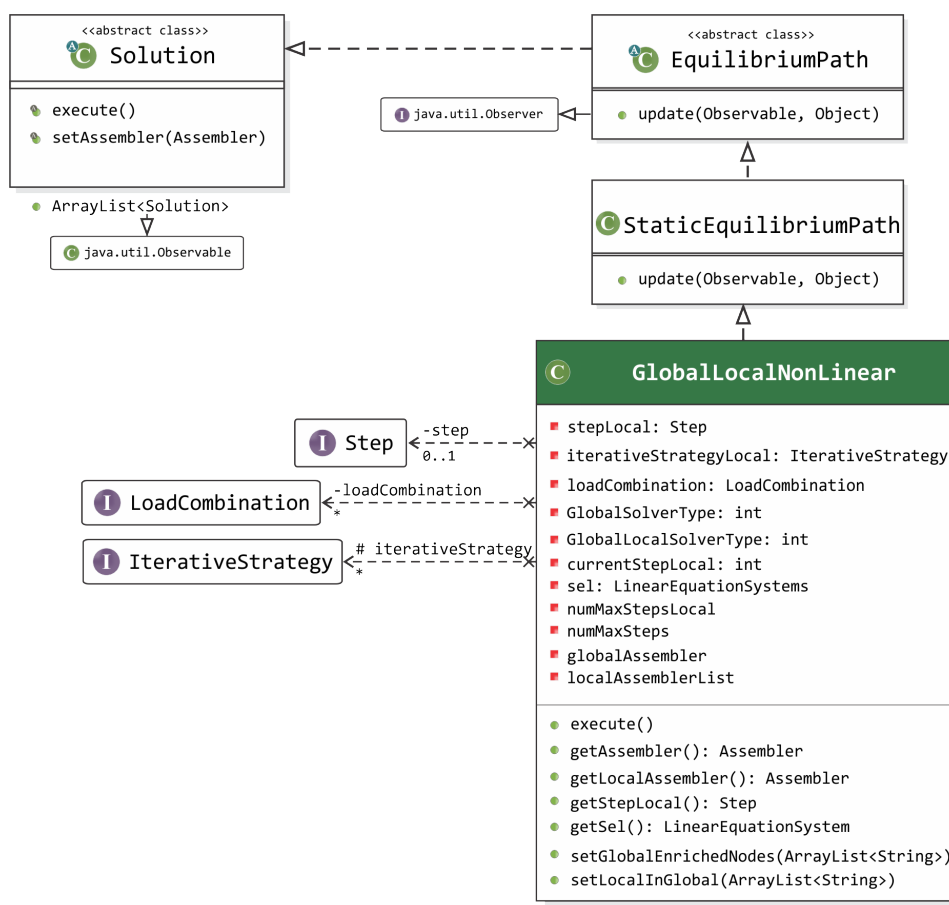 <<abstract class>>
A C Solution
execute()
setAssembler(Assembler)
ArrayList<Solution>
C java.util.Observable
<<abstract class>>
A C EquilibriumPath
update(Observable, Object)
I java.util.Observer
C StaticEquilibriumPath
update(Observable, Object)
C GlobalLocalNonLinear
stepLocal: Step
iterativeStrategyLocal: IterativeStrategy
loadCombination: LoadCombination
GlobalSolverType: int
GlobalLocalSolverType: int
currentStepLocal: int
sel: LinearEquationSystems
numMaxStepsLocal
numMaxSteps
globalAssembler
localAssemblerList
execute()
getAssembler(): Assembler
getLocalAssembler(): Assembler
getStepLocal(): Step
getSel(): LinearEquationSystem
setGlobalEnrichedNodes(ArrayList<String>)
setLocalInGlobal(ArrayList<String>)
I Step
-step
0..1
I LoadCombination
-loadCombination
*
I IterativeStrategy
# iterativeStrategy
*